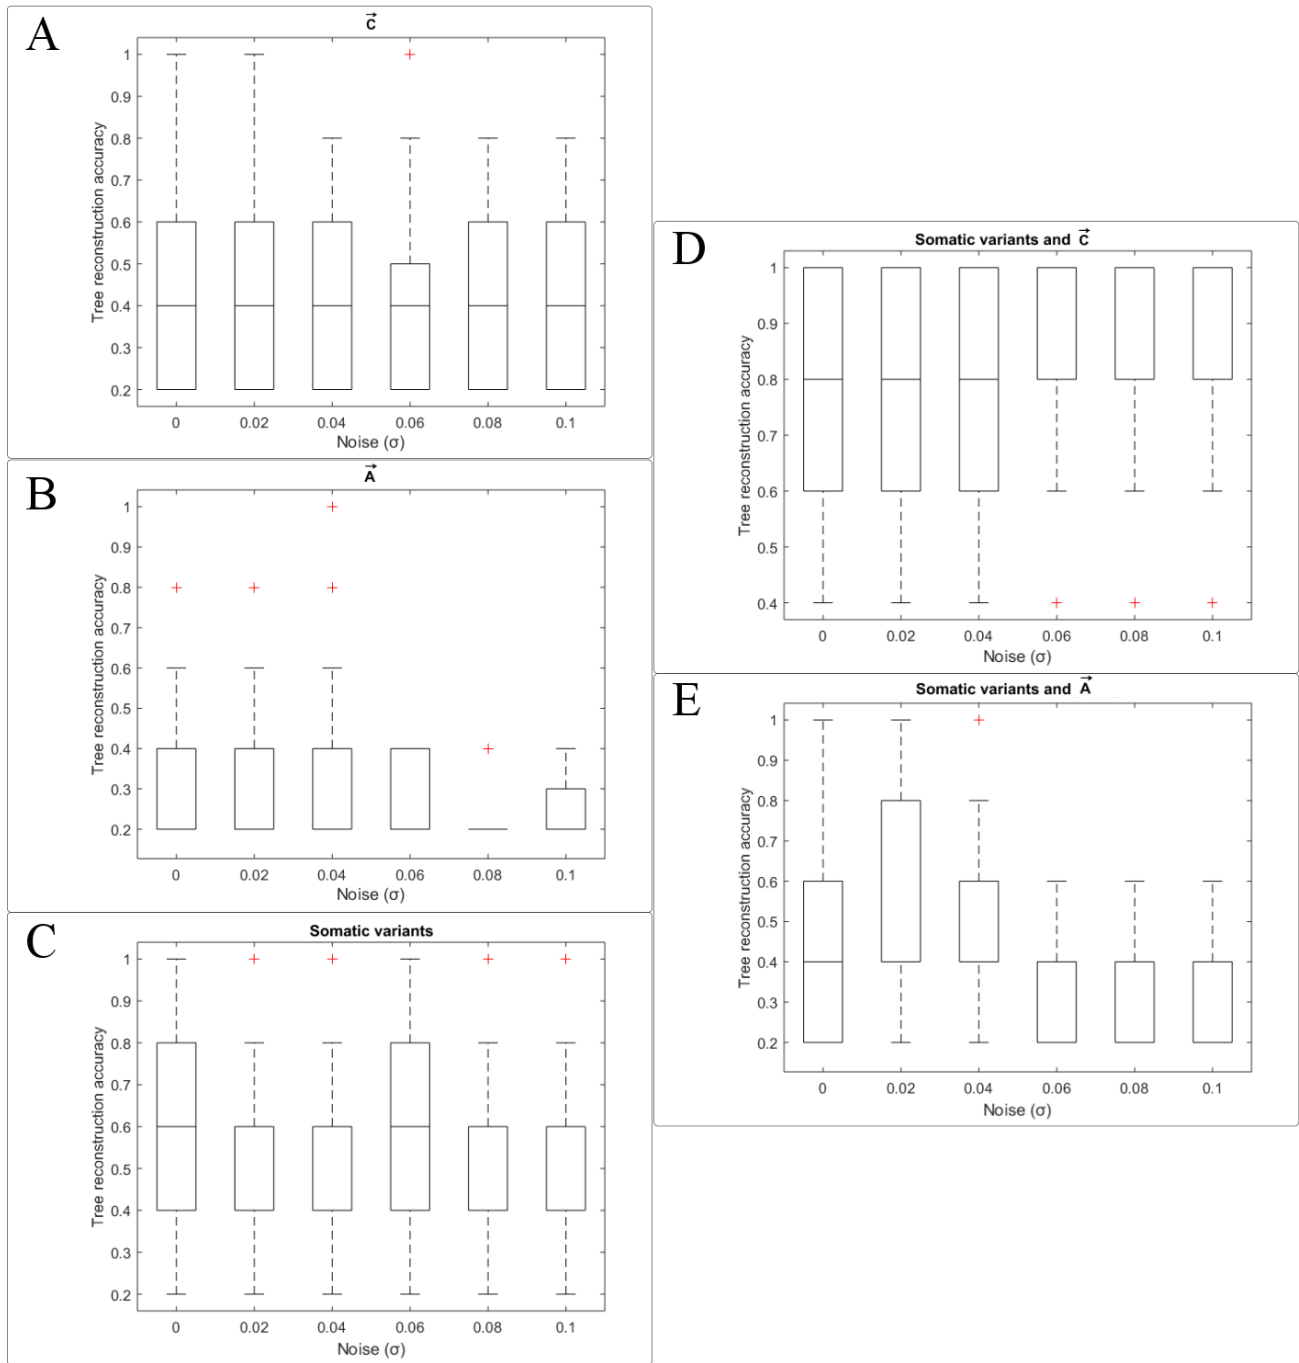 A
C⃗
1
0.9
0.8
0.7
0.6
0.5
0.4
0.3
0.2
Tree reconstruction accuracy
0 0.02 0.04 0.06 0.08 0.1
Noise (σ)
B
A⃗
1
0.9
0.8
0.7
0.6
0.5
0.4
0.3
0.2
Tree reconstruction accuracy
0 0.02 0.04 0.06 0.08 0.1
Noise (σ)
C
Somatic variants
1
0.9
0.8
0.7
0.6
0.5
0.4
0.3
0.2
Tree reconstruction accuracy
0 0.02 0.04 0.06 0.08 0.1
Noise (σ)
D
Somatic variants and C⃗
1
0.9
0.8
0.7
0.6
0.5
0.4
Tree reconstruction accuracy
0 0.02 0.04 0.06 0.08 0.1
Noise (σ)
E
Somatic variants and A⃗
1
0.9
0.8
0.7
0.6
0.5
0.4
0.3
0.2
Tree reconstruction accuracy
0 0.02 0.04 0.06 0.08 0.1
Noise (σ)